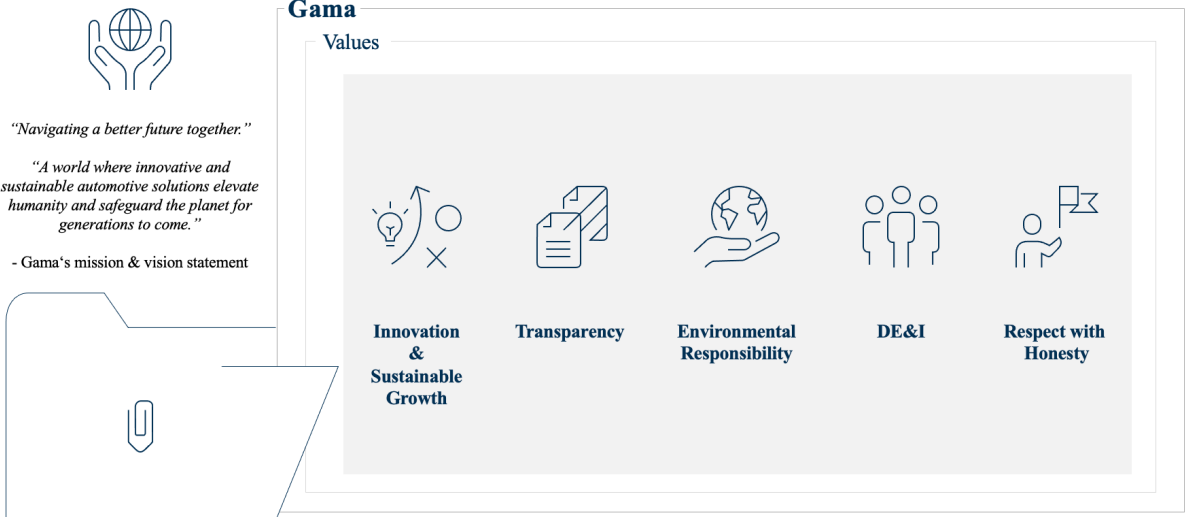 Gama
Values
“Navigating a better future together.”
“A world where innovative and
sustainable automotive solutions elevate
humanity and safeguard the planet for
generations to come.”
- Gama‘s mission & vision statement
Innovation
&
Sustainable
Growth
Transparency
Environmental
Responsibility
DE&I
Respect with
Honesty